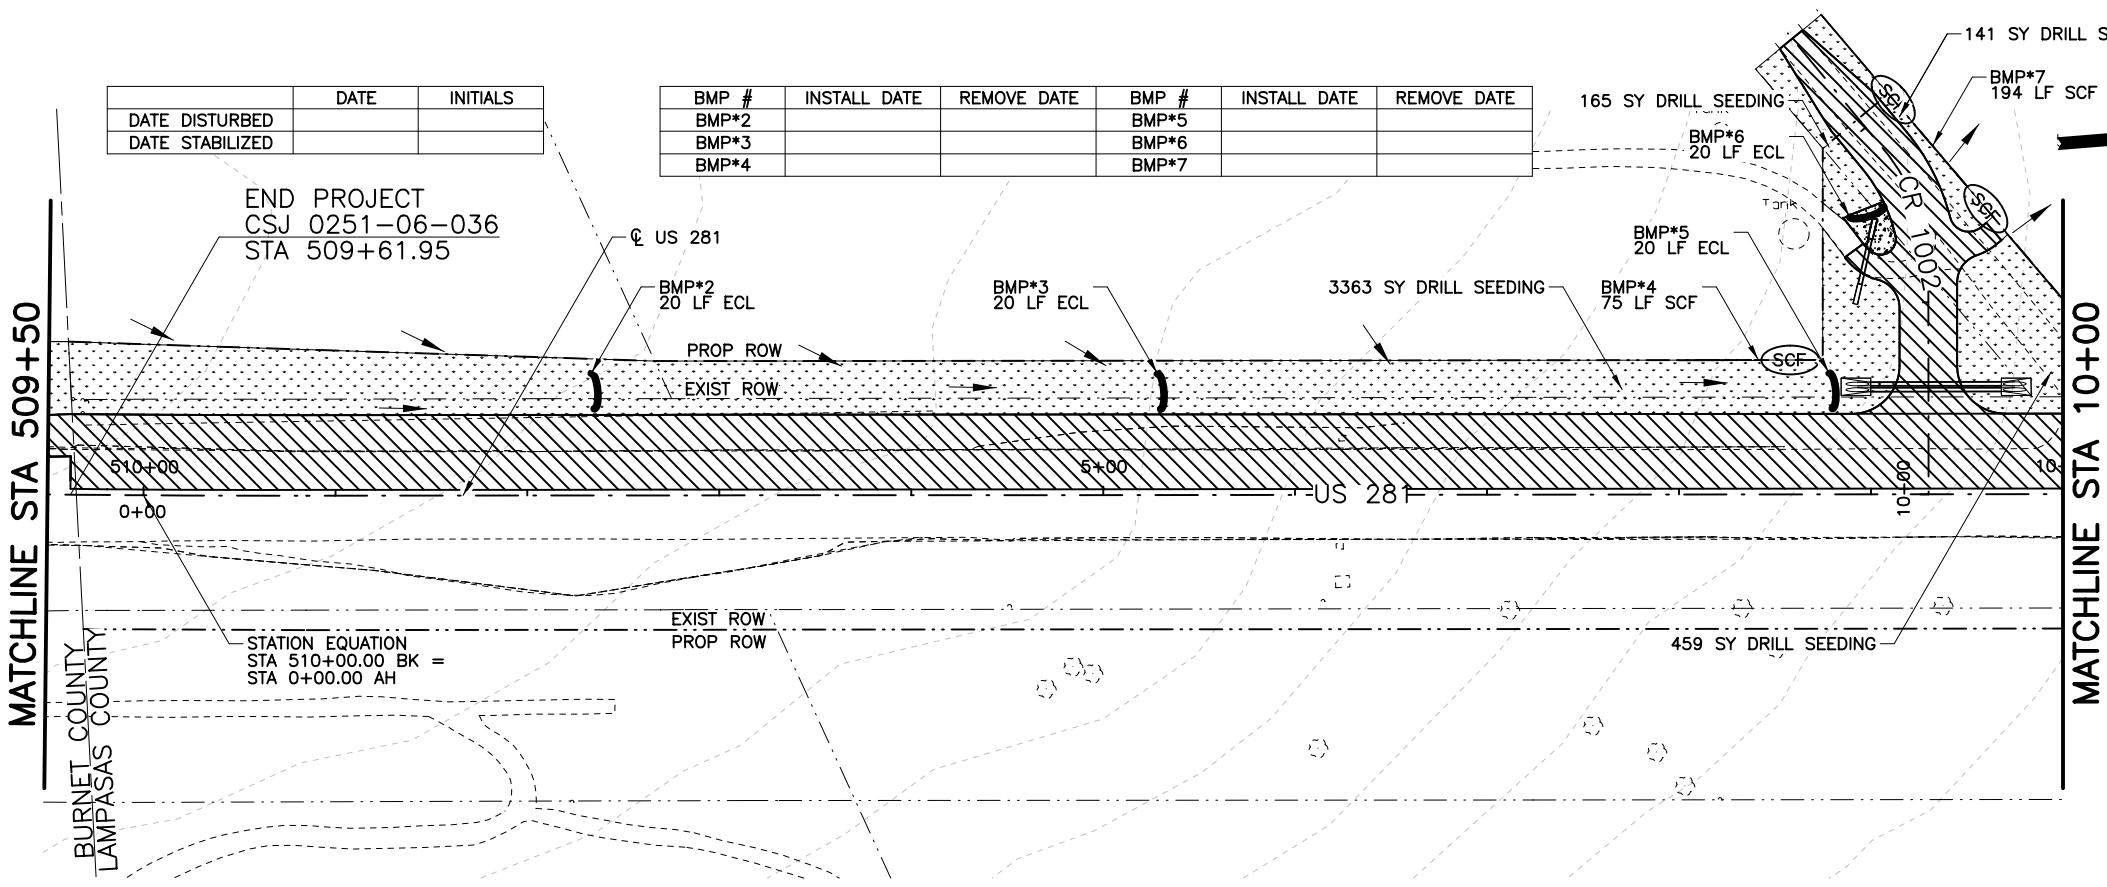 141 SY DRILL S
BMP*7
194 LF SCF
DATE INITIALS
DATE DISTURBED
DATE STABILIZED
BMP # INSTALL DATE REMOVE DATE BMP # INSTALL DATE REMOVE DATE
BMP*2 BMP*5
BMP*3 BMP*6
BMP*4 BMP*7
165 SY DRILL SEEDING
Tank
BMP*6
20 LF ECL
SCF
SCF
CR 1002
Tank
END PROJECT
CSJ 0251-06-036
STA 509+61.95
℄ US 281
BMP*2
20 LF ECL
BMP*3
20 LF ECL
3363 SY DRILL SEEDING
BMP*4
75 LF SCF
BMP*5
20 LF ECL
SCF
PROP ROW
EXIST ROW
MATCHLINE STA 509+50
MATCHLINE STA 10+00
510+00
0+00
5+00
US 281
10+00
10
EXIST ROW
PROP ROW
STATION EQUATION
STA 510+00.00 BK =
STA 0+00.00 AH
459 SY DRILL SEEDING
BURNET COUNTY
LAMPASAS COUNTY